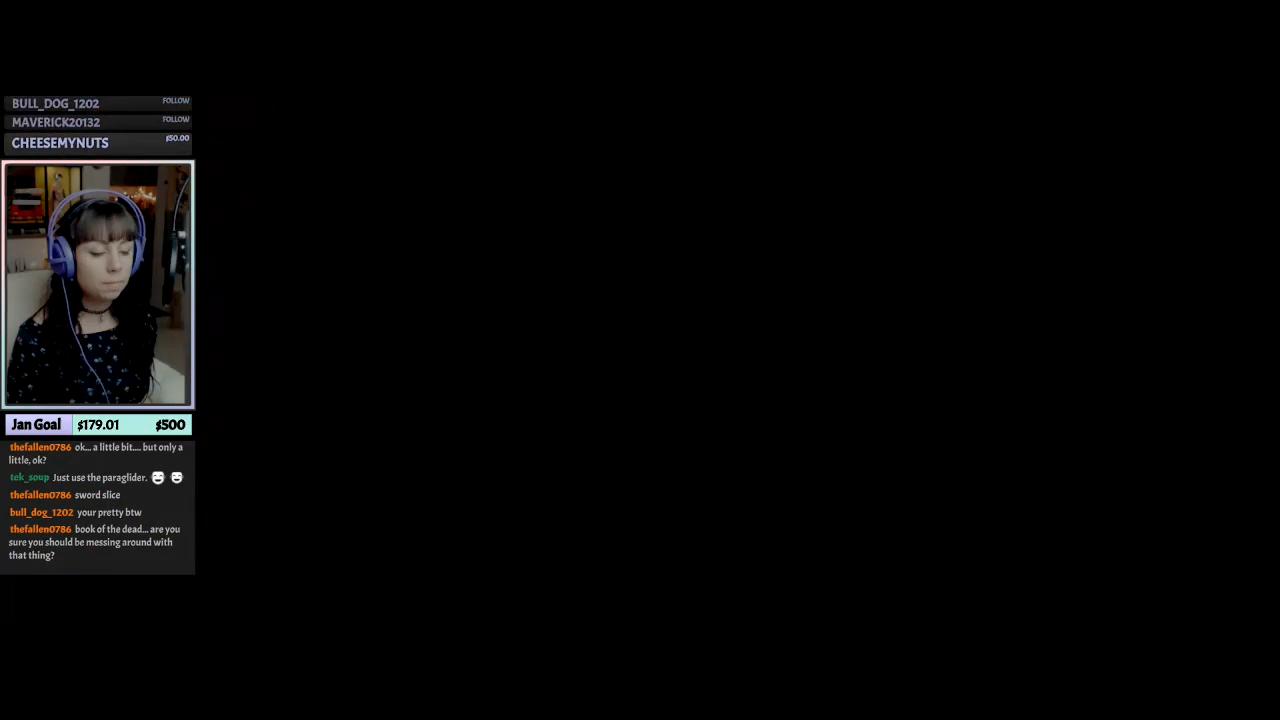 BULL_DOG_1202 FOLLOW
MAVERICK20132 FOLLOW
CHEESEMYNUTS $50.00
Jan Goal $179.01 $500
thefallen0786 ok... a little bit.... but only a
little, ok?
tek_soup Just use the paraglider.
thefallen0786 sword slice
bull_dog_1202 your pretty btw
thefallen0786 book of the dead... are you
sure you should be messing around with
that thing?